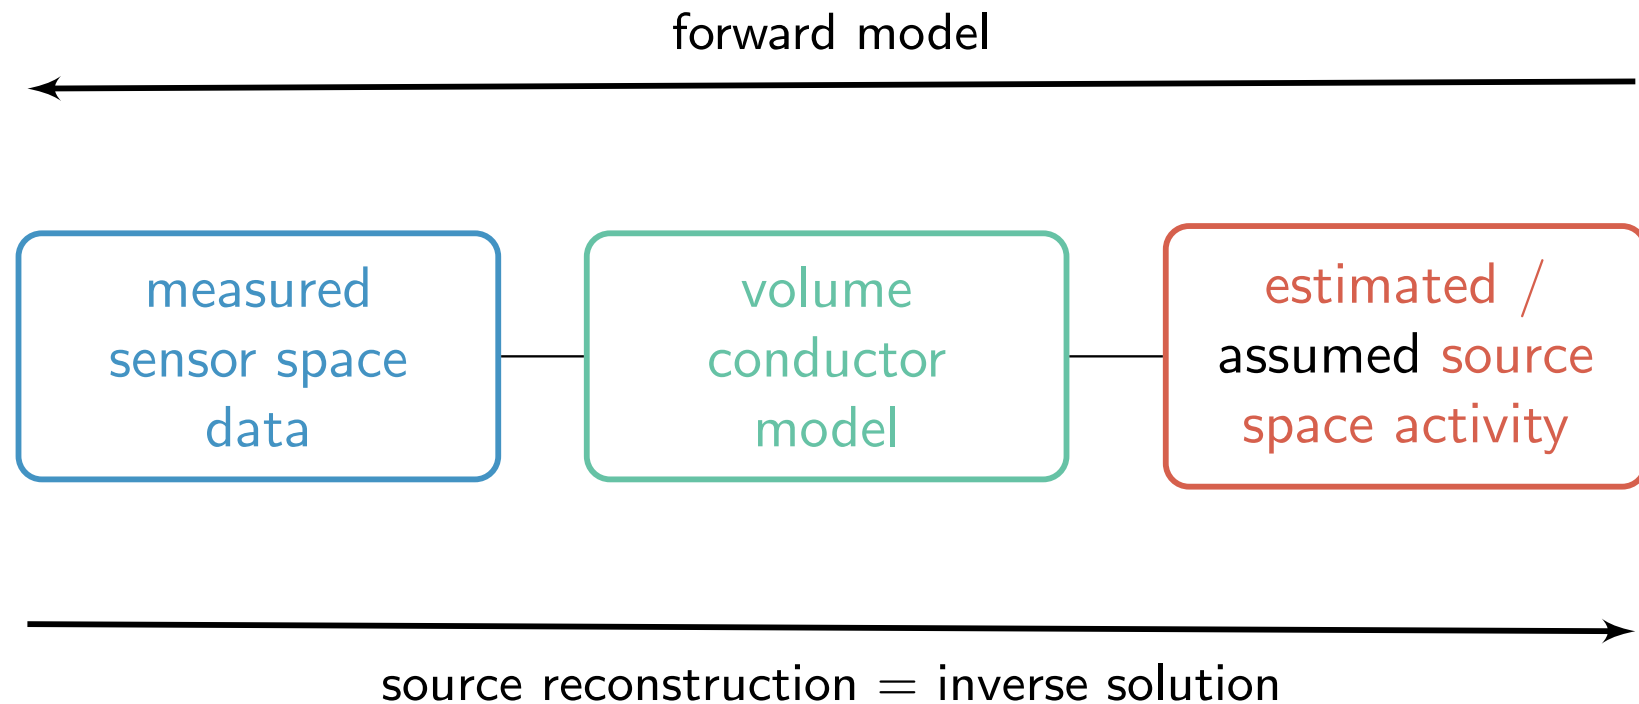 forward model
measured
sensor space
data
volume
conductor
model
estimated /
assumed source
space activity
source reconstruction = inverse solution